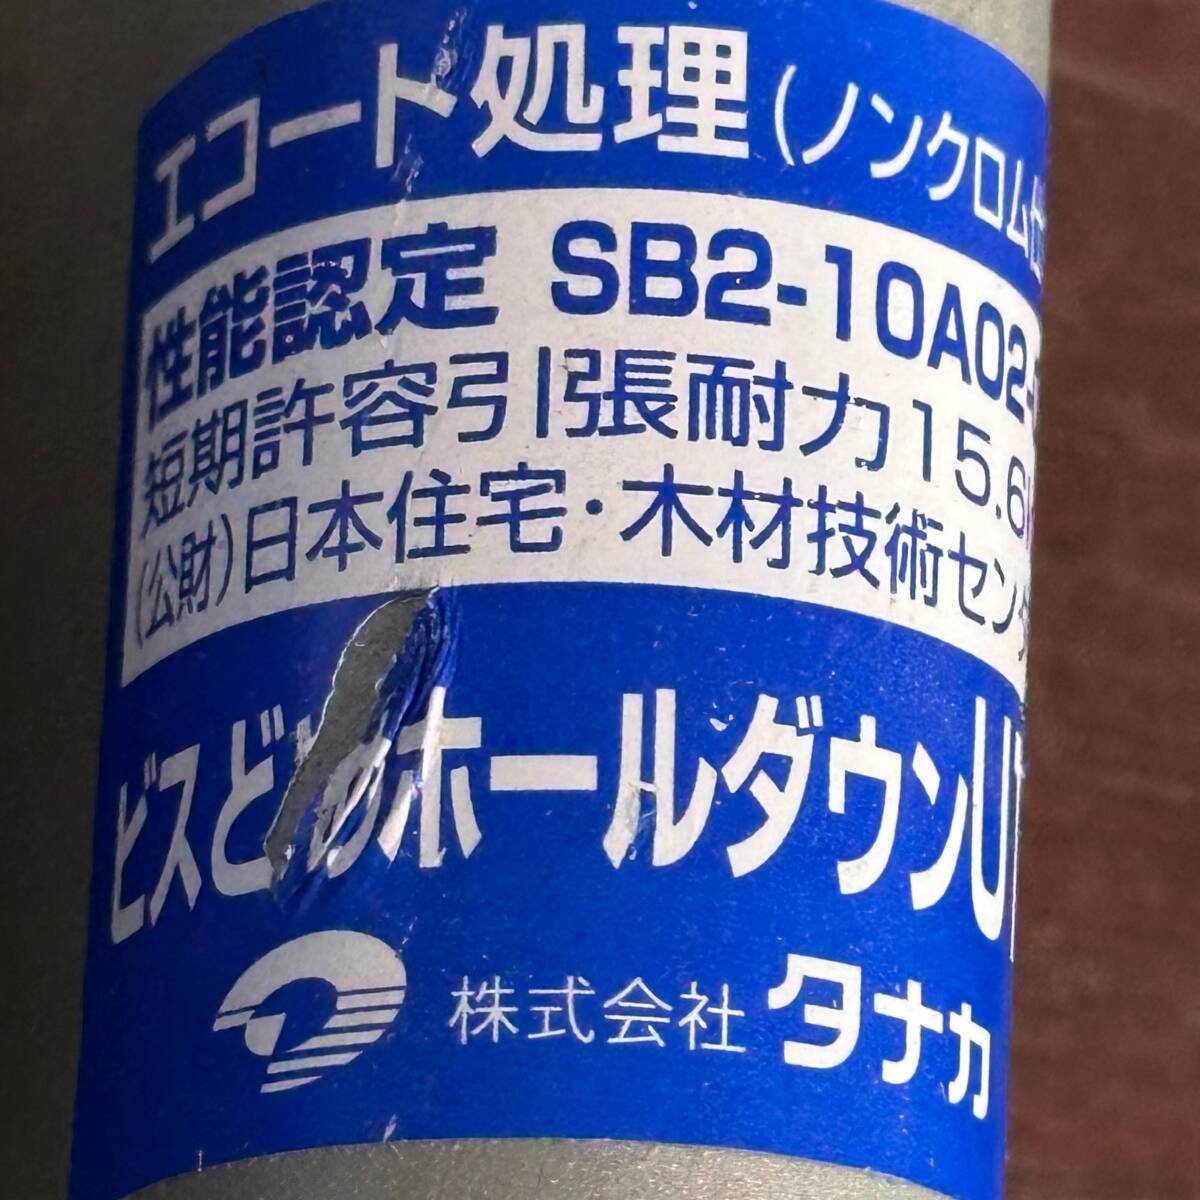 エコート処理(ノンクロム
性能認定 SB2-10A02-
短期許容引張耐力15.6
(公財)日本住宅・木材技術センタ
ビスどめホールダウンU
株式会社 タナカ